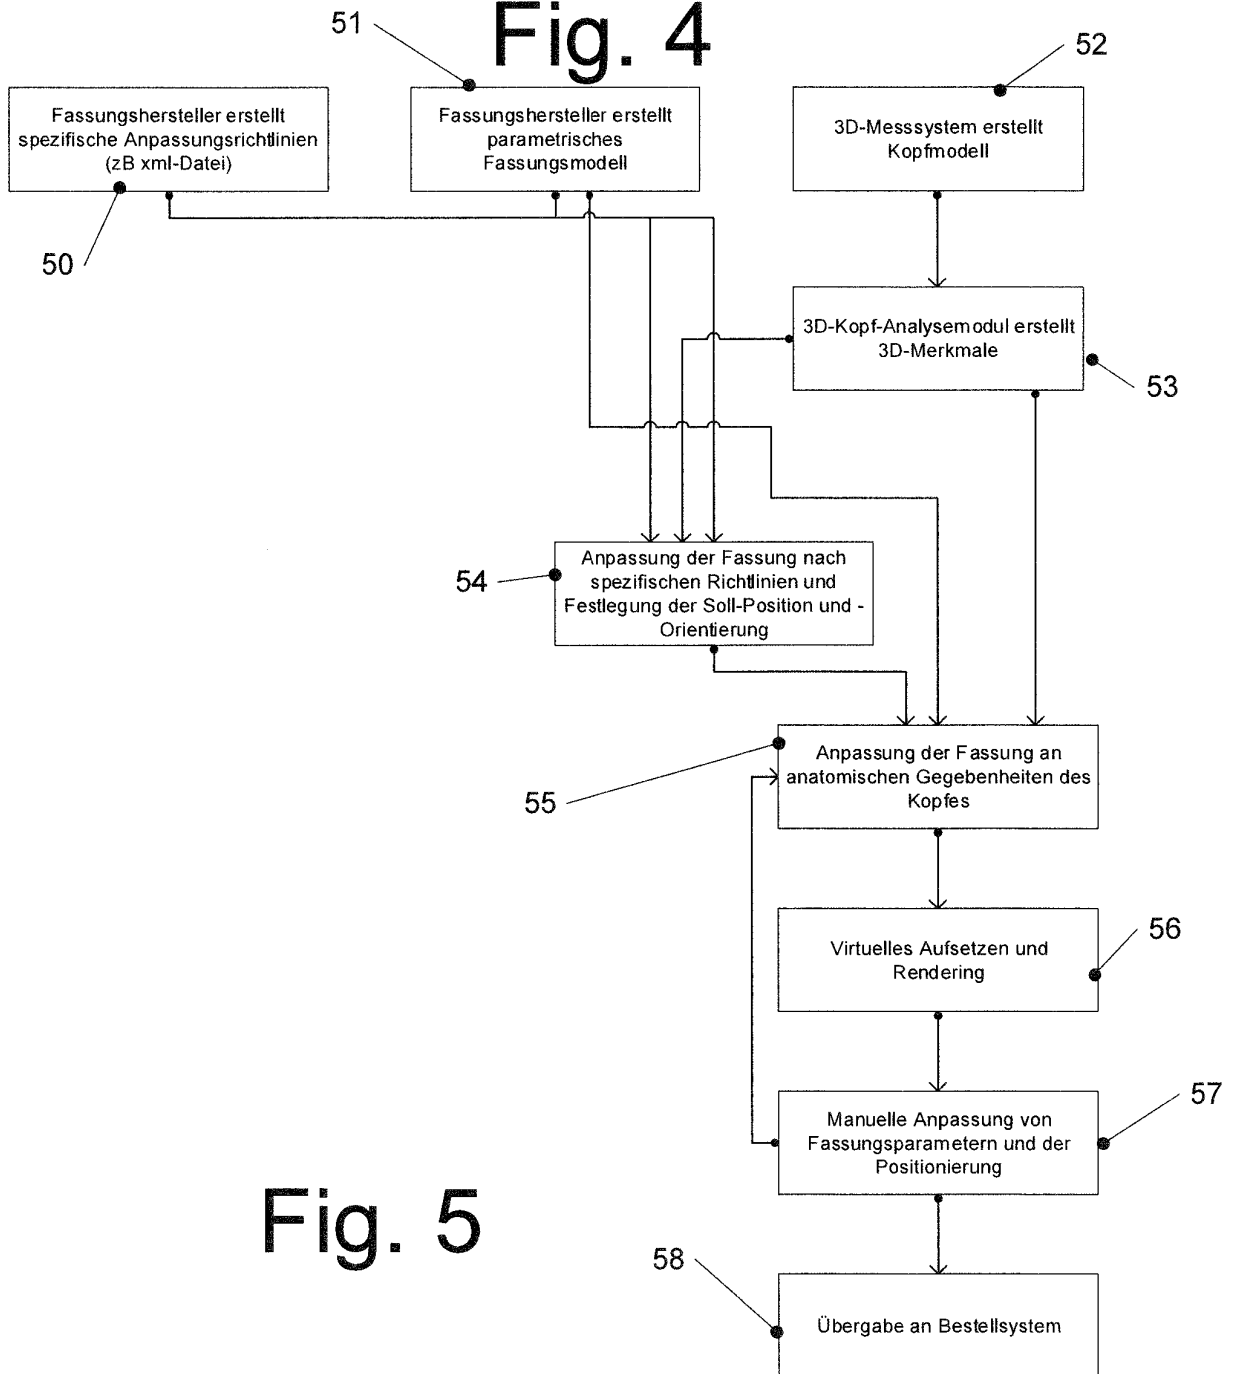 Fig. 4
51
52
Fassungshersteller erstellt
spezifische Anpassungsrichtlinien
(zB xml-Datei)
Fassungshersteller erstellt
parametrisches
Fassungsmodell
3D-Messsystem erstellt
Kopfmodell
50
3D-Kopf-Analysemodul erstellt
3D-Merkmale
53
54
Anpassung der Fassung nach
spezifischen Richtlinien und
Festlegung der Soll-Position und -
Orientierung
55
Anpassung der Fassung an
anatomischen Gegebenheiten des
Kopfes
56
Virtuelles Aufsetzen und
Rendering
57
Manuelle Anpassung von
Fassungsparametern und der
Positionierung
Fig. 5
58
Übergabe an Bestellsystem